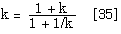 k = (1 + k) / (1 + 1/k) [35]